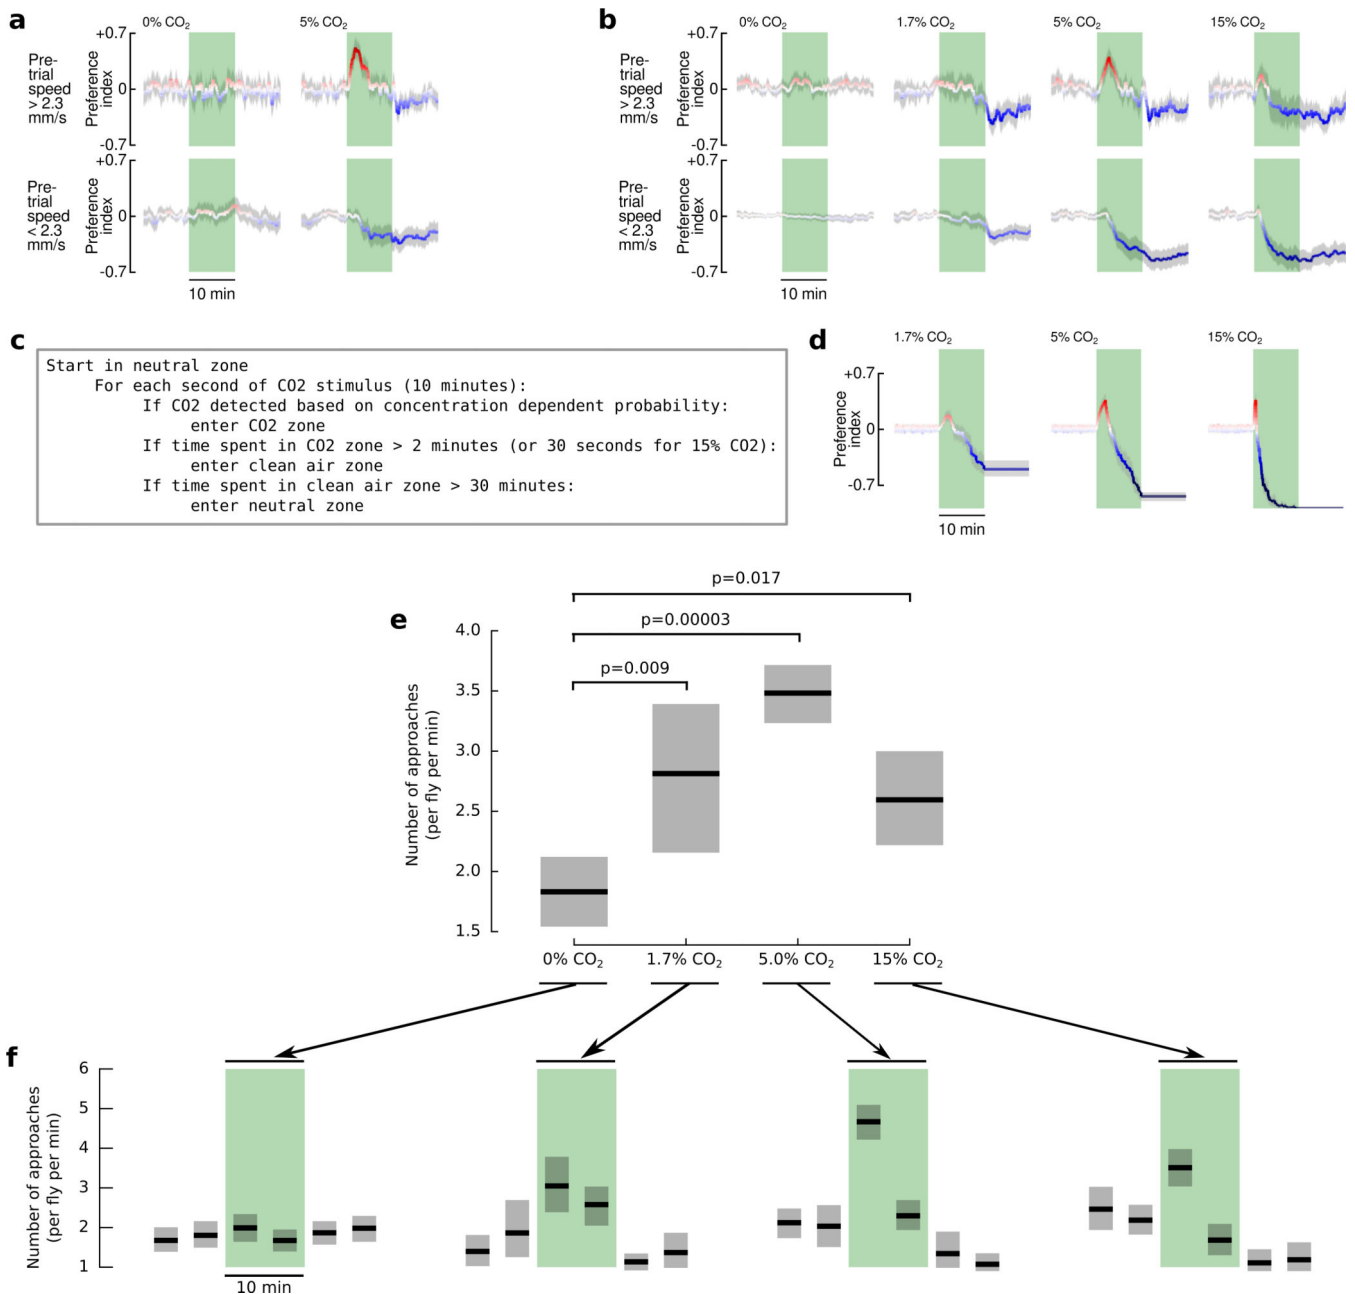 a
0% CO2
5% CO2
Pre-
trial
speed
> 2.3
mm/s
Preference
index
+0.7
0
-0.7
Pre-
trial
speed
< 2.3
mm/s
Preference
index
+0.7
0
-0.7
10 min
b
0% CO2
1.7% CO2
5% CO2
15% CO2
Pre-
trial
speed
> 2.3
mm/s
Preference
index
+0.7
0
-0.7
Pre-
trial
speed
< 2.3
mm/s
Preference
index
+0.7
0
-0.7
10 min
c
Start in neutral zone
For each second of CO2 stimulus (10 minutes):
If CO2 detected based on concentration dependent probability:
enter CO2 zone
If time spent in CO2 zone > 2 minutes (or 30 seconds for 15% CO2):
enter clean air zone
If time spent in clean air zone > 30 minutes:
enter neutral zone
d
1.7% CO2
5% CO2
15% CO2
Preference
index
+0.7
0
-0.7
10 min
e
p=0.017
p=0.00003
p=0.009
Number of approaches
(per fly per min)
4.0
3.5
3.0
2.5
2.0
1.5
0% CO2
1.7% CO2
5.0% CO2
15% CO2
f
Number of approaches
(per fly per min)
6
5
4
3
2
1
10 min